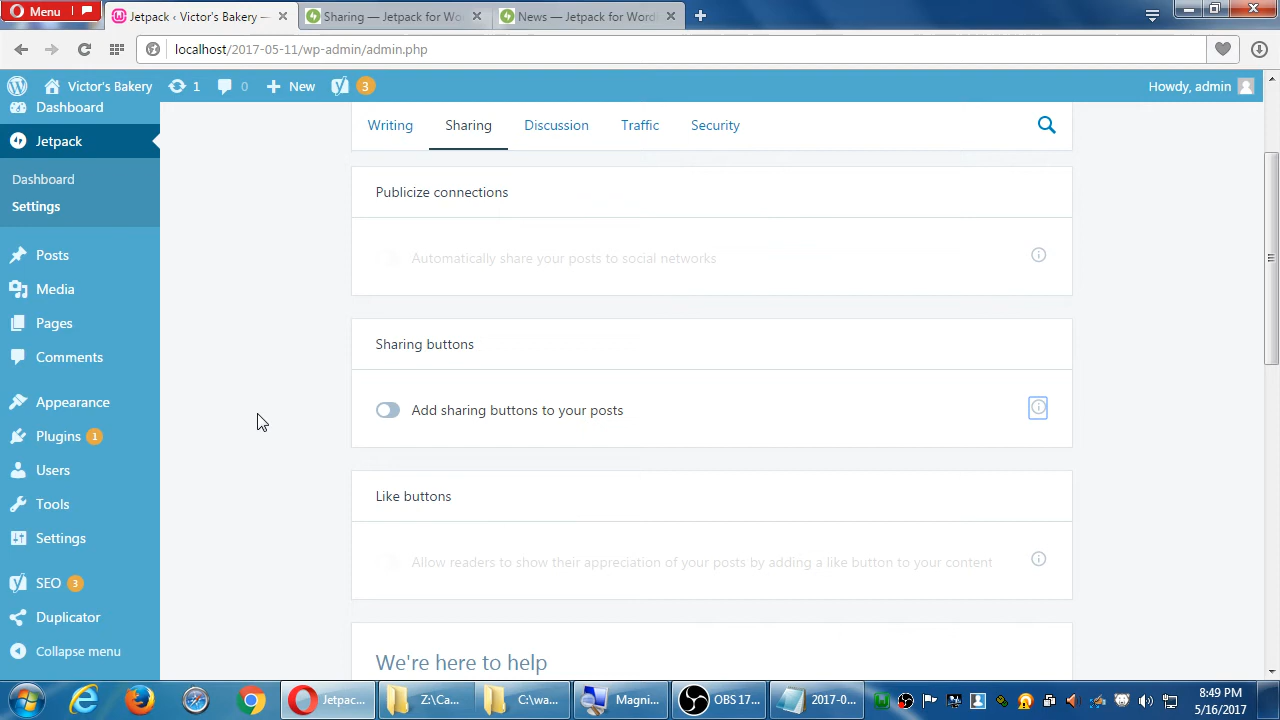 Menu
Jetpack ‹ Victor's Bakery —
Sharing — Jetpack for Wo
News — Jetpack for Word
localhost/2017-05-11/wp-admin/admin.php
Victor's Bakery
1
0
New
3
Howdy, admin
Dashboard
Jetpack
Dashboard
Settings
Posts
Media
Pages
Comments
Appearance
Plugins 1
Users
Tools
Settings
SEO 3
Duplicator
Collapse menu
Writing
Sharing
Discussion
Traffic
Security
Publicize connections
Automatically share your posts to social networks
Sharing buttons
Add sharing buttons to your posts
Like buttons
Allow readers to show their appreciation of your posts by adding a like button to your content
We're here to help
Jetpac...
Z:\Ca...
C:\wa...
Magni...
OBS 17...
2017-0...
8:49 PM
5/16/2017